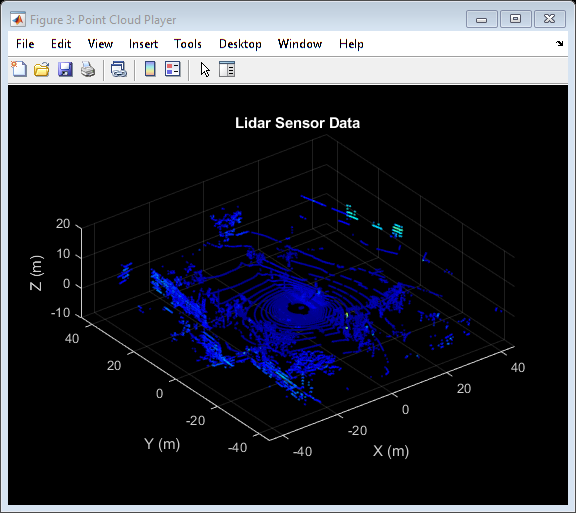 Figure 3: Point Cloud Player
File Edit View Insert Tools Desktop Window Help
Lidar Sensor Data
20
10
0
-10
Z (m)
40
20
0
-20
-40
Y (m)
-40
-20
0
20
40
X (m)